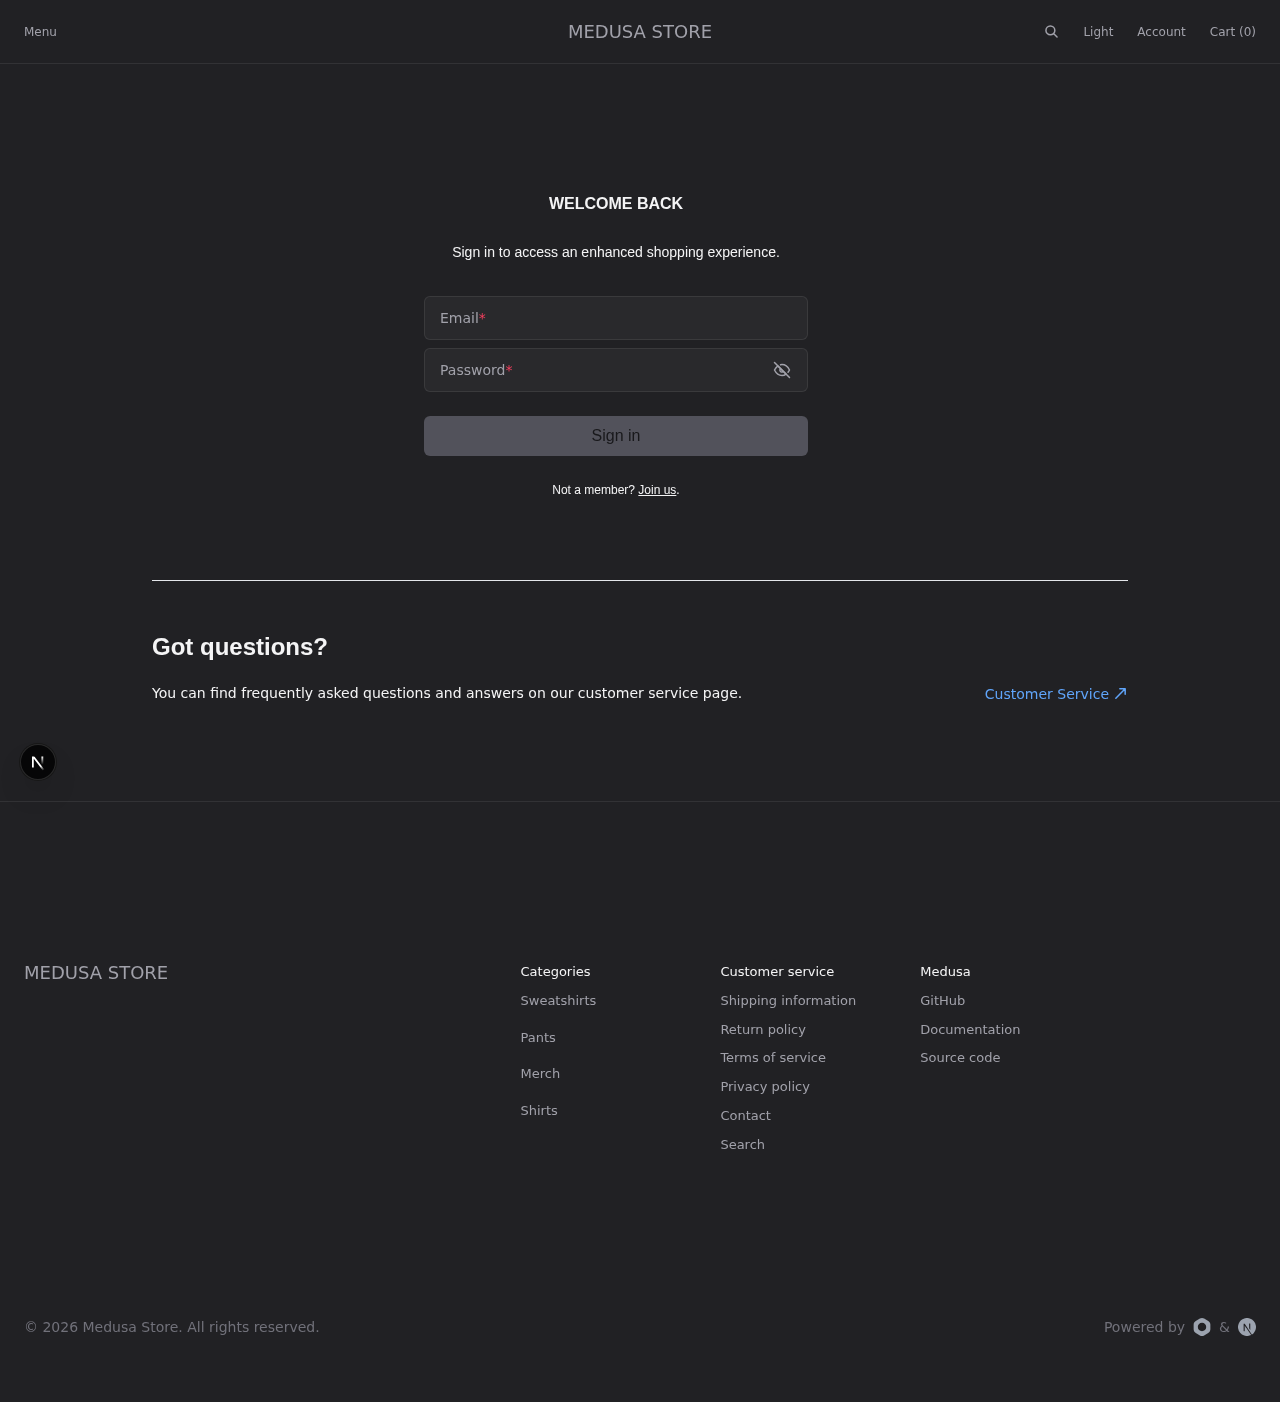 Menu
MEDUSA STORE
Light
Account
Cart (0)
WELCOME BACK
Sign in to access an enhanced shopping experience.
Email*
Password*
Sign in
Not a member? Join us.
Got questions?
You can find frequently asked questions and answers on our customer service page.
Customer Service
N
MEDUSA STORE
Categories
Sweatshirts
Pants
Merch
Shirts
Customer service
Shipping information
Return policy
Terms of service
Privacy policy
Contact
Search
Medusa
GitHub
Documentation
Source code
© 2026 Medusa Store. All rights reserved.
Powered by & N